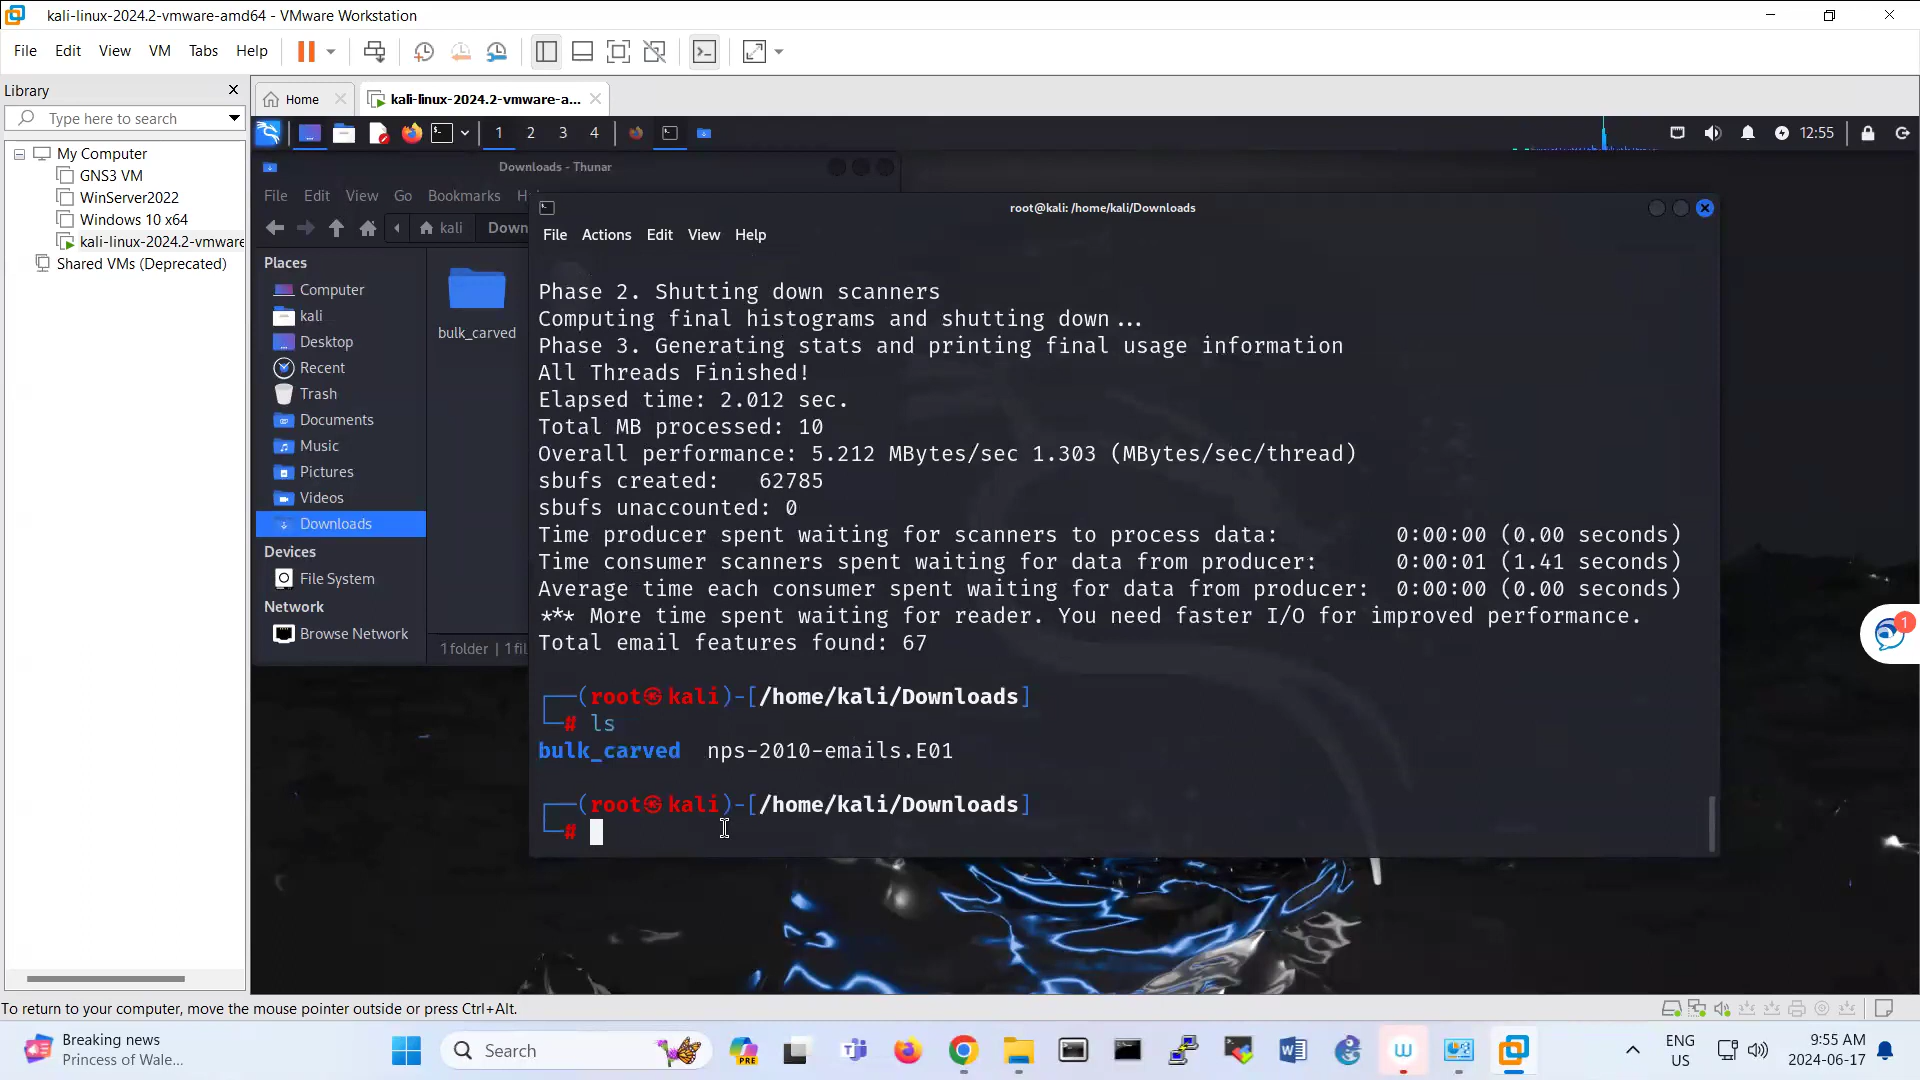 kali-linux-2024.2-vmware-amd64 - VMware Workstation
File Edit View VM Tabs Help
Library
Type here to search
My Computer
GNS3 VM
WinServer2022
Windows 10 x64
kali-linux-2024.2-vmware
Shared VMs (Deprecated)
Home
kali-linux-2024.2-vmware-a...
1 2 3 4
12:55
Downloads - Thunar
File Edit View Go Bookmarks
kali
Places
Computer
kali
Desktop
Recent
Trash
Documents
Music
Pictures
Videos
Downloads
Devices
File System
Network
Browse Network
bulk_carved
1 folder
root@kali: /home/kali/Downloads
File Actions Edit View Help
Phase 2. Shutting down scanners
Computing final histograms and shutting down...
Phase 3. Generating stats and printing final usage information
All Threads Finished!
Elapsed time: 2.012 sec.
Total MB processed: 10
Overall performance: 5.212 MBytes/sec 1.303 (MBytes/sec/thread)
sbufs created:   62785
sbufs unaccounted: 0
Time producer spent waiting for scanners to process data:         0:00:00 (0.00 seconds)
Time consumer scanners spent waiting for data from producer:      0:00:01 (1.41 seconds)
Average time each consumer spent waiting for data from producer:  0:00:00 (0.00 seconds)
*** More time spent waiting for reader. You need faster I/O for improved performance.
Total email features found: 67
┌──(root㉿kali)-[/home/kali/Downloads]
└─# ls
bulk_carved  nps-2010-emails.E01
┌──(root㉿kali)-[/home/kali/Downloads]
└─#
1
To return to your computer, move the mouse pointer outside or press Ctrl+Alt.
Breaking news
Princess of Wale...
Search
PRE
ENG
US
9:55 AM
2024-06-17